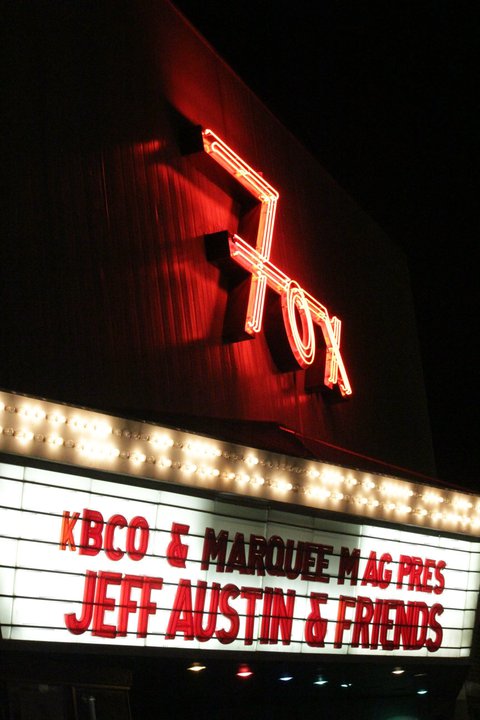 FOX
KBCO & MARQUEE MAG PRES
JEFF AUSTIN & FRIENDS